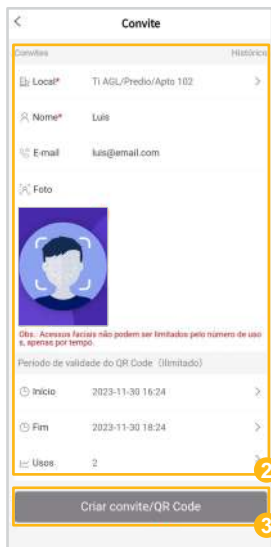 Convite
Convites Histórico
Local* Ti AGL/Predio/Apto 102
Nome* Luis
E-mail luis@email.com
Foto
Obs.: Acessos faciais não podem ser limitados pelo número de uso
s, apenas por tempo.
Período de validade do QR Code (Ilimitado)
Início 2023-11-30 16:24
Fim 2023-11-30 18:24
Usos 2
2
Criar convite/QR Code
3